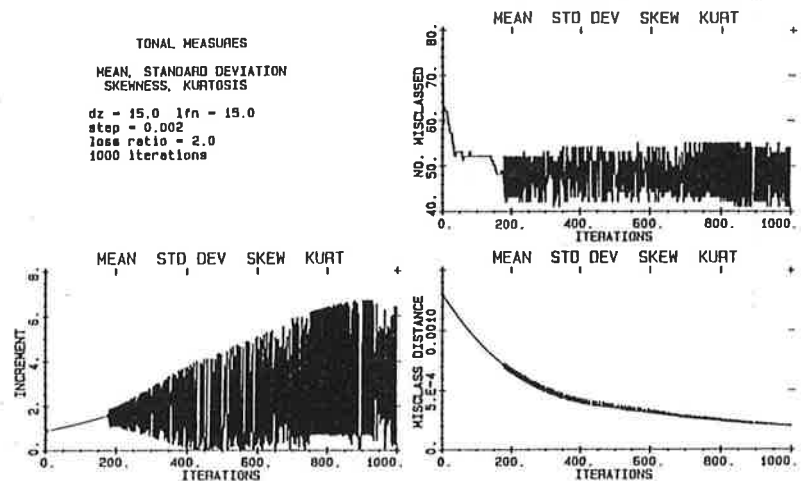 TONAL MEASURES
MEAN, STANDARD DEVIATION
SKEWNESS, KURTOSIS
dz = 15.0 lfn = 15.0
step = 0.002
loss ratio = 2.0
1000 iterations
MEAN STD DEV SKEW KURT
NO. MISCLASSED
80.
70.
60.
50.
40.
0. 200. 400. 600. 800. 1000.
ITERATIONS
MEAN STD DEV SKEW KURT
INCREMENT
8.
6.
4.
2.
0.
0. 200. 400. 600. 800. 1000.
ITERATIONS
MEAN STD DEV SKEW KURT
MISCLASS DISTANCE
0.0010
5.E-4
0.
0. 200. 400. 600. 800. 1000.
ITERATIONS